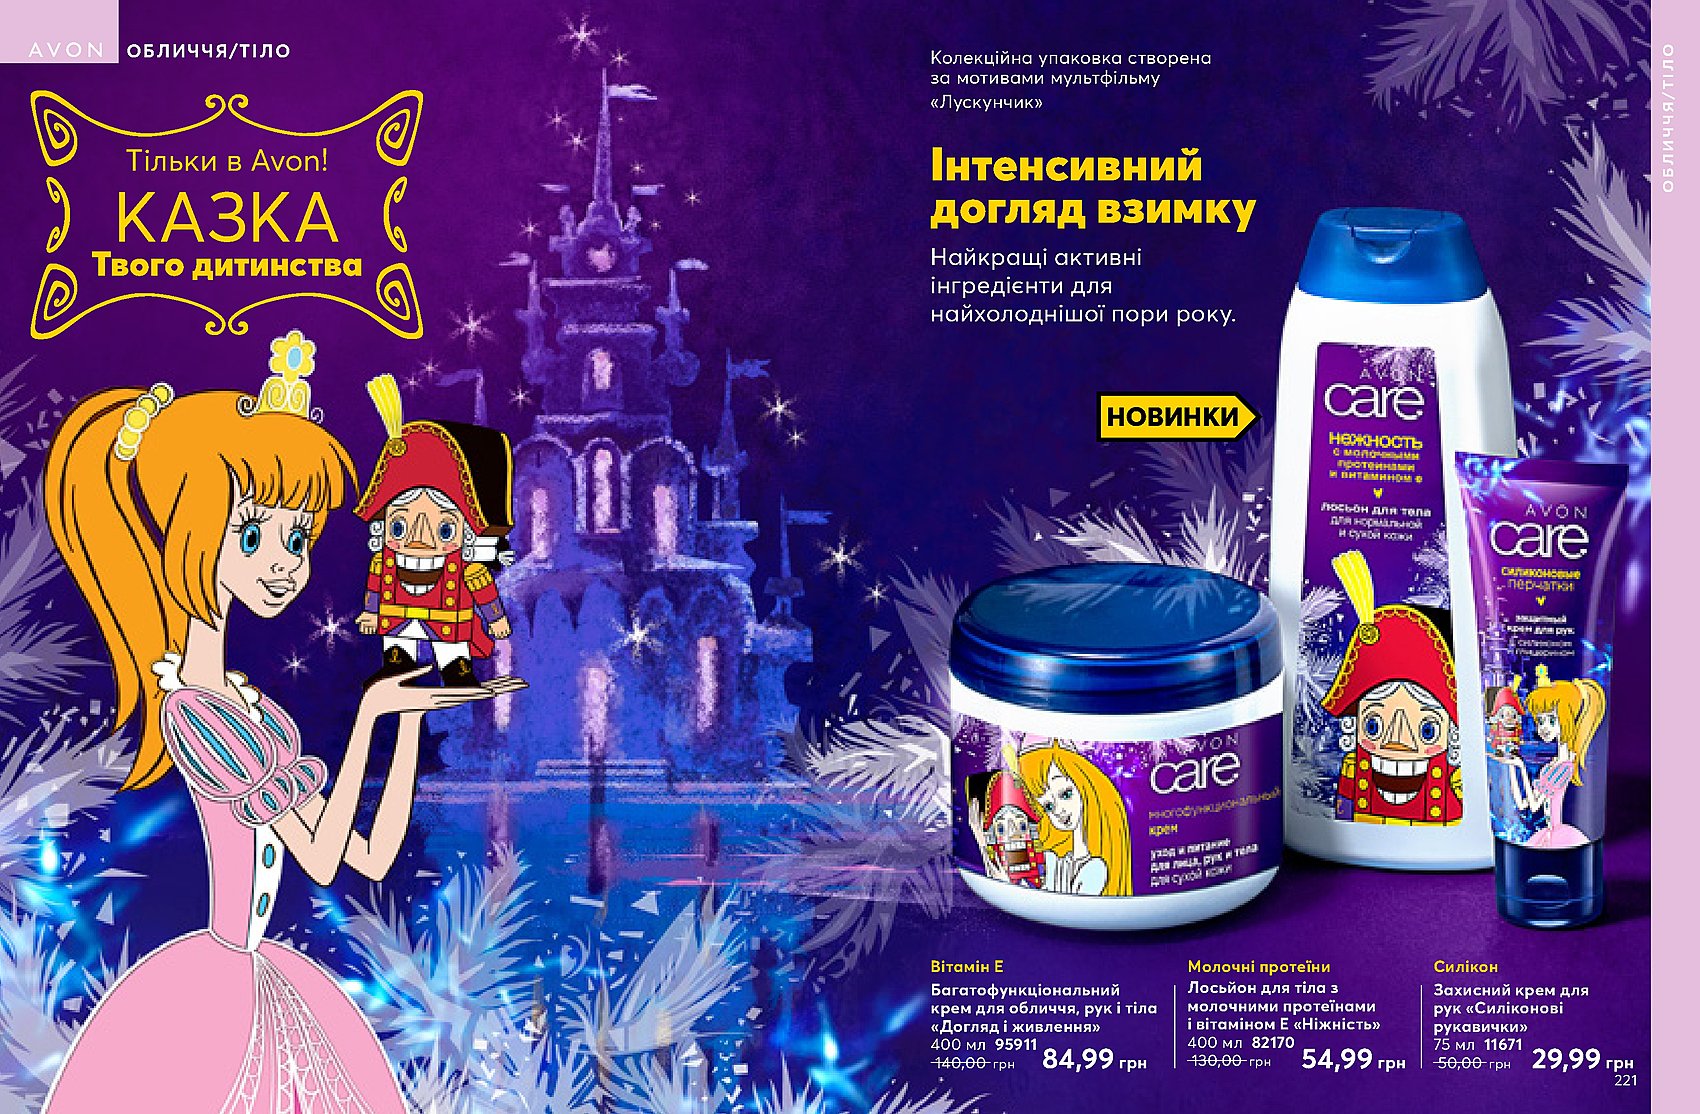 AVON ОБЛИЧЧЯ/ТІЛО
Тільки в Avon!
КАЗКА
Твого дитинства
Колекційна упаковка створена
за мотивами мультфільму
«Лускунчик»
Інтенсивний
догляд взимку
Найкращі активні
інгредієнти для
найхолоднішої пори року.
НОВИНКИ
AVON
care
нежность
с молочными
протеинами
и витамином е
лосьон для тела
для нормальной
и сухой кожи
AVON
care
силиконовые
перчатки
защитный
крем для рук
с силиконом
и глицерином
AVON
care
многофункциональный
крем
уход и питание
для лица, рук и тела
для сухой кожи
Вітамін Е
Багатофункціональний
крем для обличчя, рук і тіла
«Догляд і живлення»
400 мл 95911
140,00 грн 84,99 грн
Молочні протеїни
Лосьйон для тіла з
молочними протеїнами
і вітаміном Е «Ніжність»
400 мл 82170
130,00 грн 54,99 грн
Силікон
Захисний крем для
рук «Силіконові
рукавички»
75 мл 11671
50,00 грн 29,99 грн
221
ОБЛИЧЧЯ/ТІЛО